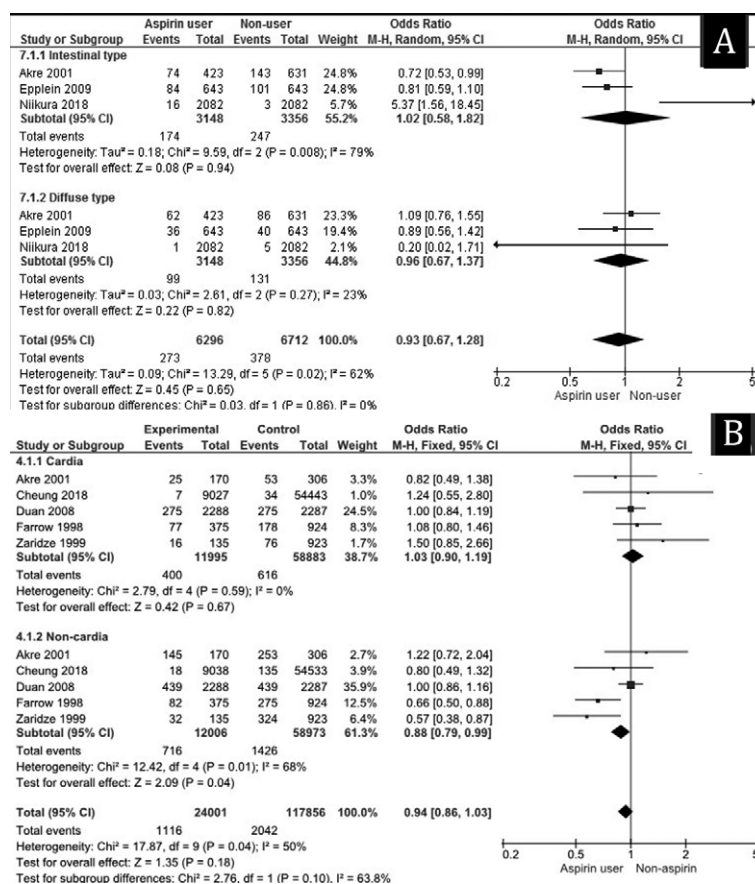 A
Aspirin user Non-user Odds Ratio Odds Ratio
Study or Subgroup Events Total Events Total Weight M-H, Random, 95% CI M-H, Random, 95% CI
7.1.1 Intestinal type
Akre 2001 74 423 143 631 24.8% 0.72 [0.53, 0.99]
Epplein 2009 84 643 101 643 24.8% 0.81 [0.59, 1.10]
Niikura 2018 16 2082 3 2082 5.7% 5.37 [1.56, 18.45]
Subtotal (95% CI) 3148 3356 55.2% 1.02 [0.58, 1.82]
Total events 174 247
Heterogeneity: Tau² = 0.18; Chi² = 9.59, df = 2 (P = 0.008); I² = 79%
Test for overall effect: Z = 0.08 (P = 0.94)
7.1.2 Diffuse type
Akre 2001 62 423 86 631 23.3% 1.09 [0.76, 1.55]
Epplein 2009 36 643 40 643 19.4% 0.89 [0.56, 1.42]
Niikura 2018 1 2082 5 2082 2.1% 0.20 [0.02, 1.71]
Subtotal (95% CI) 3148 3356 44.8% 0.96 [0.67, 1.37]
Total events 99 131
Heterogeneity: Tau² = 0.03; Chi² = 2.61, df = 2 (P = 0.27); I² = 23%
Test for overall effect: Z = 0.22 (P = 0.82)
Total (95% CI) 6296 6712 100.0% 0.93 [0.67, 1.28]
Total events 273 378
Heterogeneity: Tau² = 0.09; Chi² = 13.29, df = 5 (P = 0.02); I² = 62%
Test for overall effect: Z = 0.45 (P = 0.65)
Test for subgroup differences: Chi² = 0.03, df = 1 (P = 0.86), I² = 0%
0.2 0.5 1 2 5
Aspirin user Non-user
B
Experimental Control Odds Ratio Odds Ratio
Study or Subgroup Events Total Events Total Weight M-H, Fixed, 95% CI M-H, Fixed, 95% CI
4.1.1 Cardia
Akre 2001 25 170 53 306 3.3% 0.82 [0.49, 1.38]
Cheung 2018 7 9027 34 54443 1.0% 1.24 [0.55, 2.80]
Duan 2008 275 2288 275 2287 24.5% 1.00 [0.84, 1.19]
Farrow 1998 77 375 178 924 8.3% 1.08 [0.80, 1.46]
Zaridze 1999 16 135 76 923 1.6% 1.50 [0.85, 2.66]
Subtotal (95% CI) 11995 58883 38.7% 1.03 [0.90, 1.19]
Total events 400 616
Heterogeneity: Chi² = 2.79, df = 4 (P = 0.59); I² = 0%
Test for overall effect: Z = 0.42 (P = 0.67)
4.1.2 Non-cardia
Akre 2001 145 170 253 306 2.7% 1.22 [0.72, 2.04]
Cheung 2018 18 9038 135 54533 3.9% 0.80 [0.49, 1.32]
Duan 2008 439 2288 439 2287 35.9% 1.00 [0.86, 1.16]
Farrow 1998 82 375 275 924 12.5% 0.66 [0.50, 0.88]
Zaridze 1999 32 135 324 923 6.4% 0.57 [0.38, 0.87]
Subtotal (95% CI) 12006 58973 61.3% 0.88 [0.79, 0.99]
Total events 716 1426
Heterogeneity: Chi² = 12.42, df = 4 (P = 0.01); I² = 68%
Test for overall effect: Z = 2.09 (P = 0.04)
Total (95% CI) 24001 117856 100.0% 0.94 [0.86, 1.03]
Total events 1116 2042
Heterogeneity: Chi² = 17.87, df = 9 (P = 0.04); I² = 50%
Test for overall effect: Z = 1.35 (P = 0.18)
Test for subgroup differences: Chi² = 2.76, df = 1 (P = 0.10), I² = 63.8%
0.2 0.5 1 2 5
Aspirin user Non-aspirin